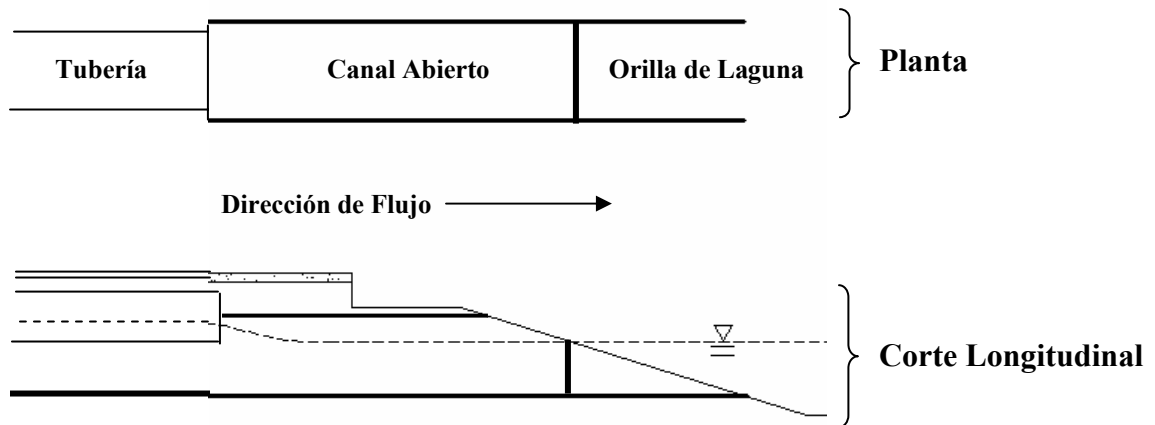 Tubería
Canal Abierto
Orilla de Laguna
Planta
Dirección de Flujo
Corte Longitudinal